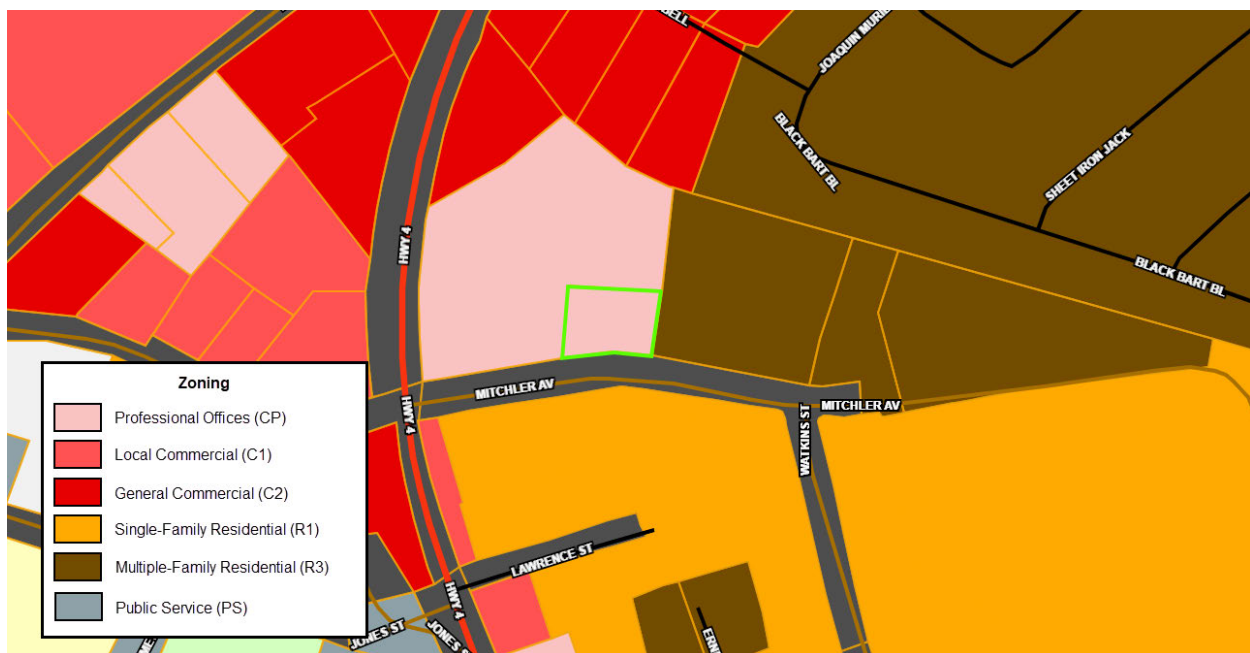 BELL
JOAQUIN MURI
BLACK BART BL
SHEET IRON JACK
BLACK BART BL
HWY 4
MITCHLER AV
HWY 4
MITCHLER AV
WATKINS ST
LAWRENCE ST
HWY 4
JONES ST
JONES S
ERN
Zoning
Professional Offices (CP)
Local Commercial (C1)
General Commercial (C2)
Single-Family Residential (R1)
Multiple-Family Residential (R3)
Public Service (PS)